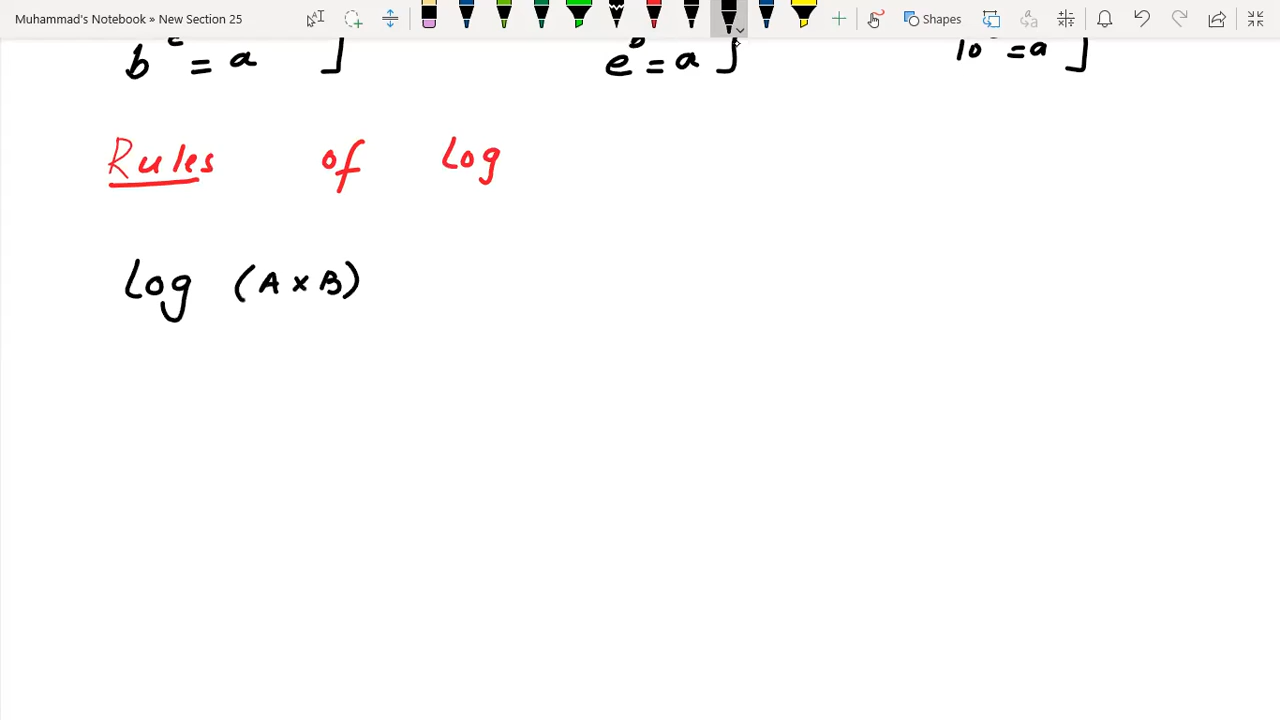 Muhammad's Notebook » New Section 25
Shapes
b^c = a ]
e^b = a ]
10 = a ]
Rules of Log
Log (A × B)